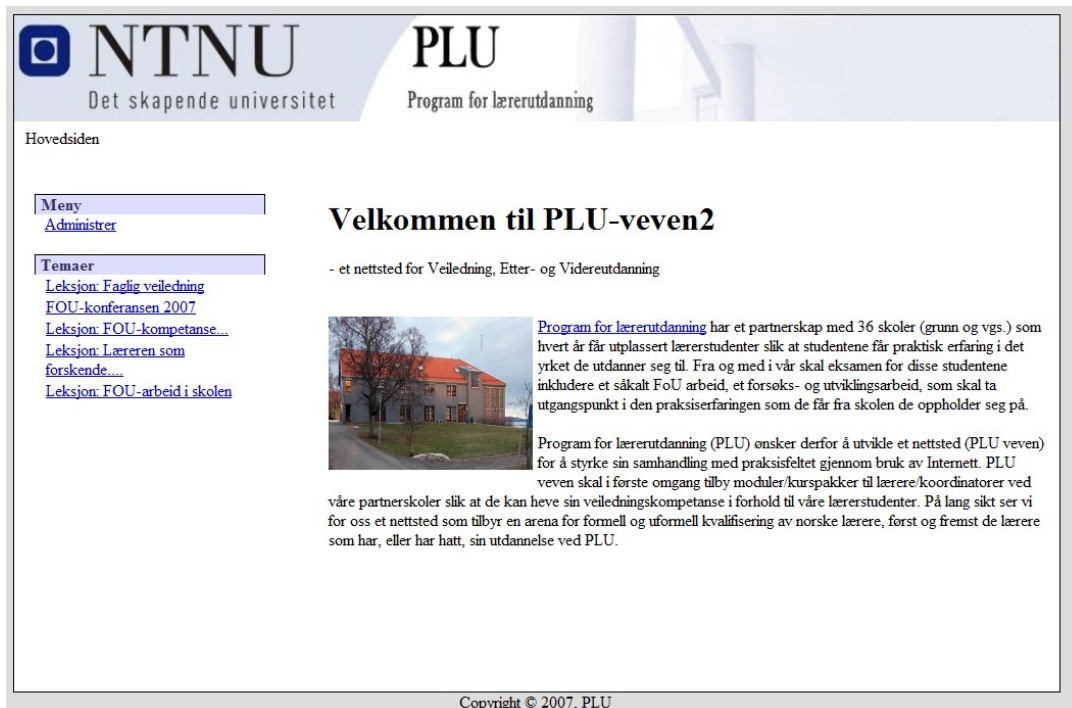 NTNU
Det skapende universitet
PLU
Program for lærerutdanning
Hovedsiden
Meny
Administrer
Temaer
Leksjon: Faglig veiledning
FOU-konferansen 2007
Leksjon: FOU-kompetanse...
Leksjon: Læreren som
forskende....
Leksjon: FOU-arbeid i skolen
Velkommen til PLU-veven2
- et nettsted for Veiledning, Etter- og Videreutdanning
Program for lærerutdanning har et partnerskap med 36 skoler (grunn og vgs.) som
hvert år får utplassert lærerstudenter slik at studentene får praktisk erfaring i det
yrket de utdanner seg til. Fra og med i vår skal eksamen for disse studentene
inkludere et såkalt FoU arbeid, et forsøks- og utviklingsarbeid, som skal ta
utgangspunkt i den praksiserfaringen som de får fra skolen de oppholder seg på.
Program for lærerutdanning (PLU) ønsker derfor å utvikle et nettsted (PLU veven)
for å styrke sin samhandling med praksisfeltet gjennom bruk av Internett. PLU
veven skal i første omgang tilby moduler/kurspakker til lærere/koordinatorer ved
våre partnerskoler slik at de kan heve sin veiledningskompetanse i forhold til våre lærerstudenter. På lang sikt ser vi
for oss et nettsted som tilbyr en arena for formell og uformell kvalifisering av norske lærere, først og fremst de lærere
som har, eller har hatt, sin utdannelse ved PLU.
Copyright © 2007, PLU